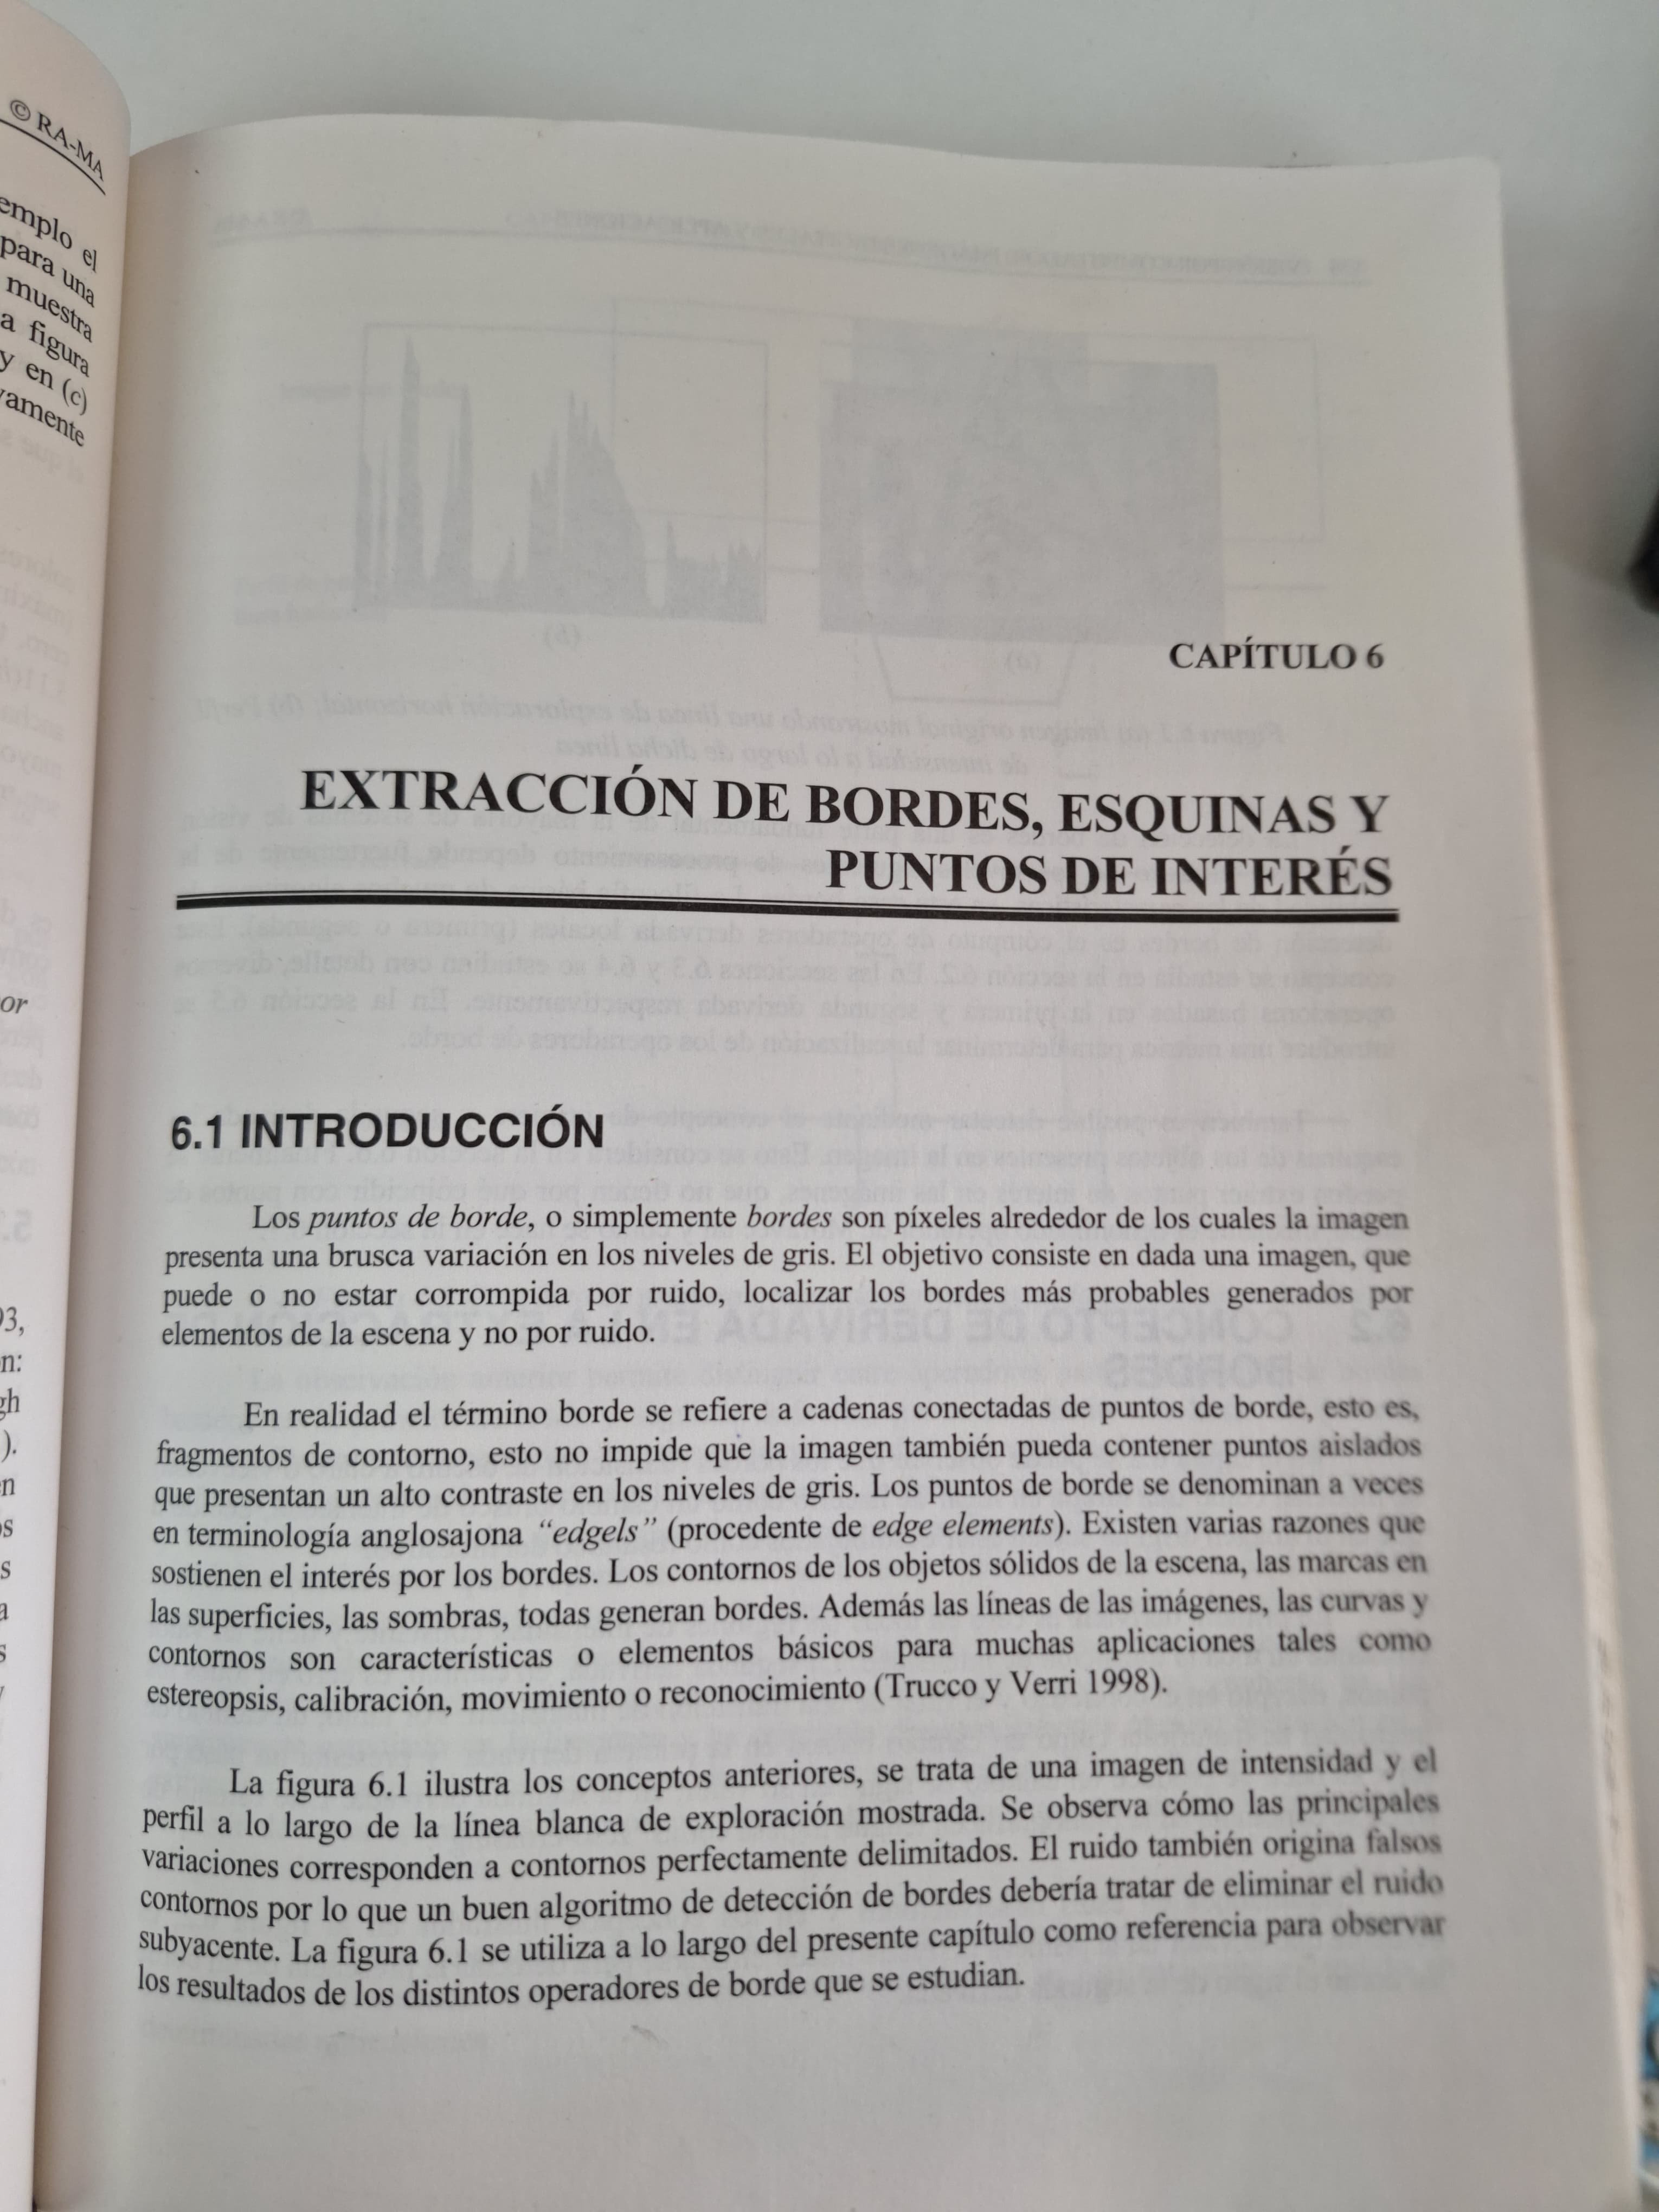 © RA-MA
emplo el
para una
muestra
a figura
y en (c)
vamente
or
93,
n:
gh
).
en
os
s
a
s
y
CAPÍTULO 6
EXTRACCIÓN DE BORDES, ESQUINAS Y
PUNTOS DE INTERÉS
6.1 INTRODUCCIÓN
Los puntos de borde, o simplemente bordes son píxeles alrededor de los cuales la imagen
presenta una brusca variación en los niveles de gris. El objetivo consiste en dada una imagen, que
puede o no estar corrompida por ruido, localizar los bordes más probables generados por
elementos de la escena y no por ruido.
En realidad el término borde se refiere a cadenas conectadas de puntos de borde, esto es,
fragmentos de contorno, esto no impide que la imagen también pueda contener puntos aislados
que presentan un alto contraste en los niveles de gris. Los puntos de borde se denominan a veces
en terminología anglosajona “edgels” (procedente de edge elements). Existen varias razones que
sostienen el interés por los bordes. Los contornos de los objetos sólidos de la escena, las marcas en
las superficies, las sombras, todas generan bordes. Además las líneas de las imágenes, las curvas y
contornos son características o elementos básicos para muchas aplicaciones tales como
estereopsis, calibración, movimiento o reconocimiento (Trucco y Verri 1998).
La figura 6.1 ilustra los conceptos anteriores, se trata de una imagen de intensidad y el
perfil a lo largo de la línea blanca de exploración mostrada. Se observa cómo las principales
variaciones corresponden a contornos perfectamente delimitados. El ruido también origina falsos
contornos por lo que un buen algoritmo de detección de bordes debería tratar de eliminar el ruido
subyacente. La figura 6.1 se utiliza a lo largo del presente capítulo como referencia para observar
los resultados de los distintos operadores de borde que se estudian.